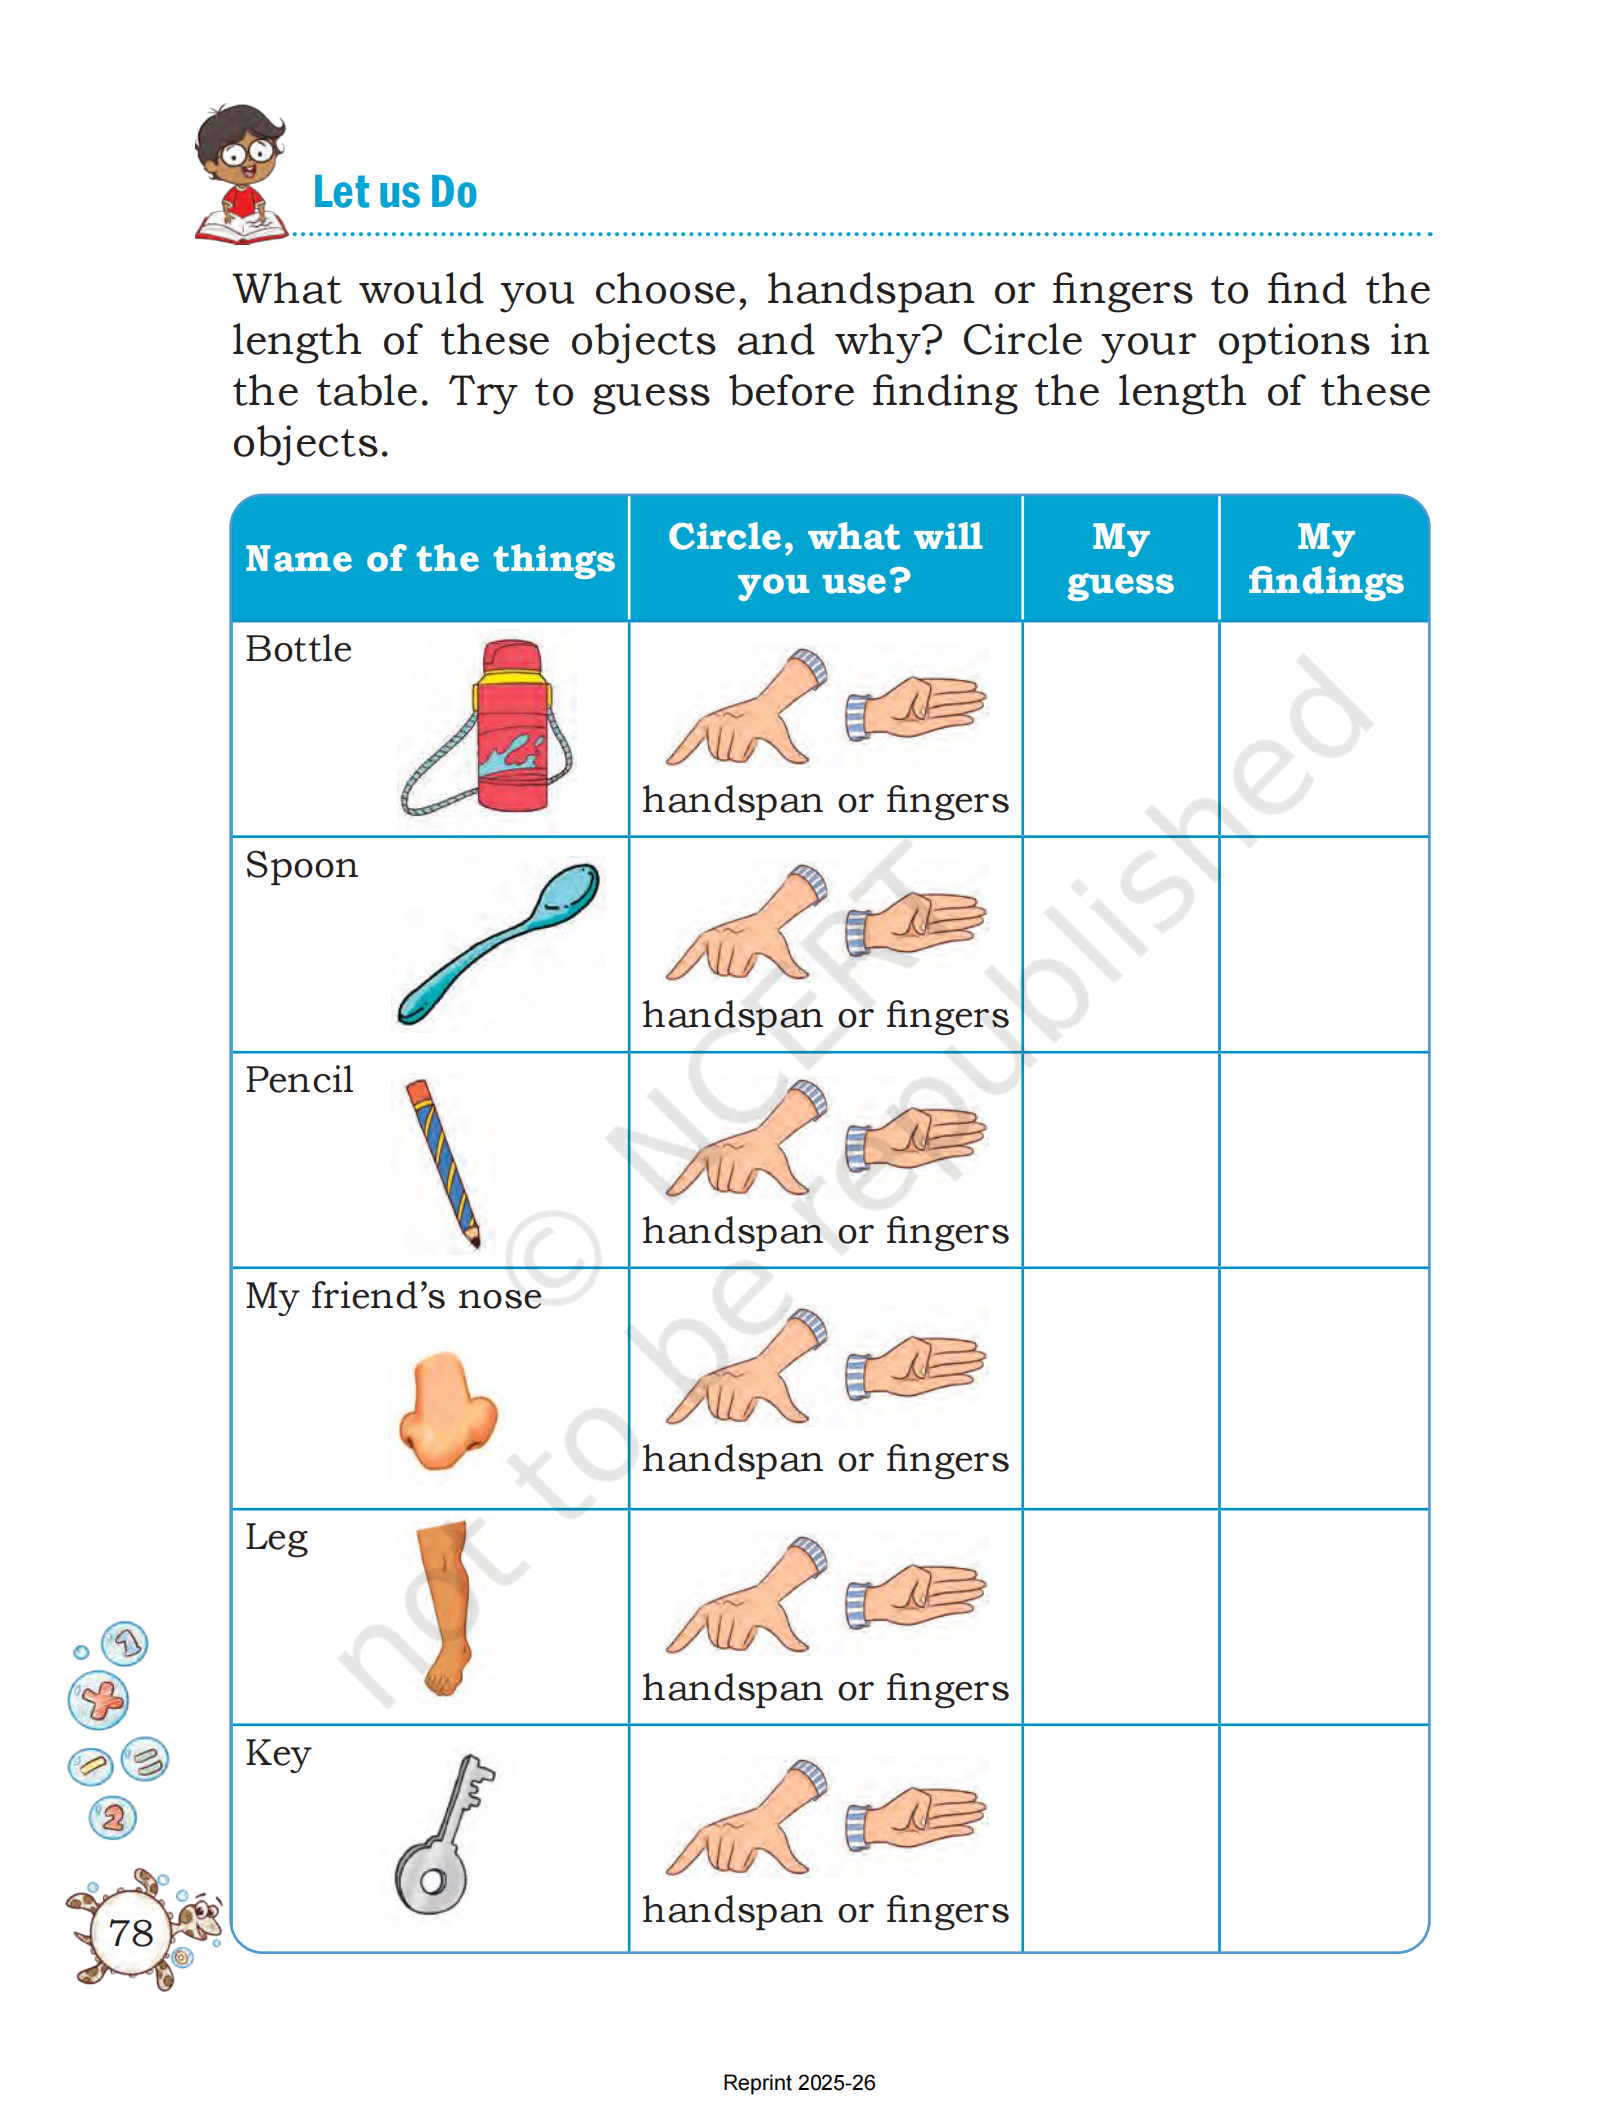 Let us Do
What would you choose, handspan or fingers to find the
length of these objects and why? Circle your options in
the table. Try to guess before finding the length of these
objects.
Name of the things
Circle, what will
you use?
My
guess
My
findings
Bottle
handspan or fingers
Spoon
handspan or fingers
Pencil
handspan or fingers
My friend’s nose
handspan or fingers
Leg
handspan or fingers
Key
handspan or fingers
© NCERT
not to be republished
1
2
78
Reprint 2025-26